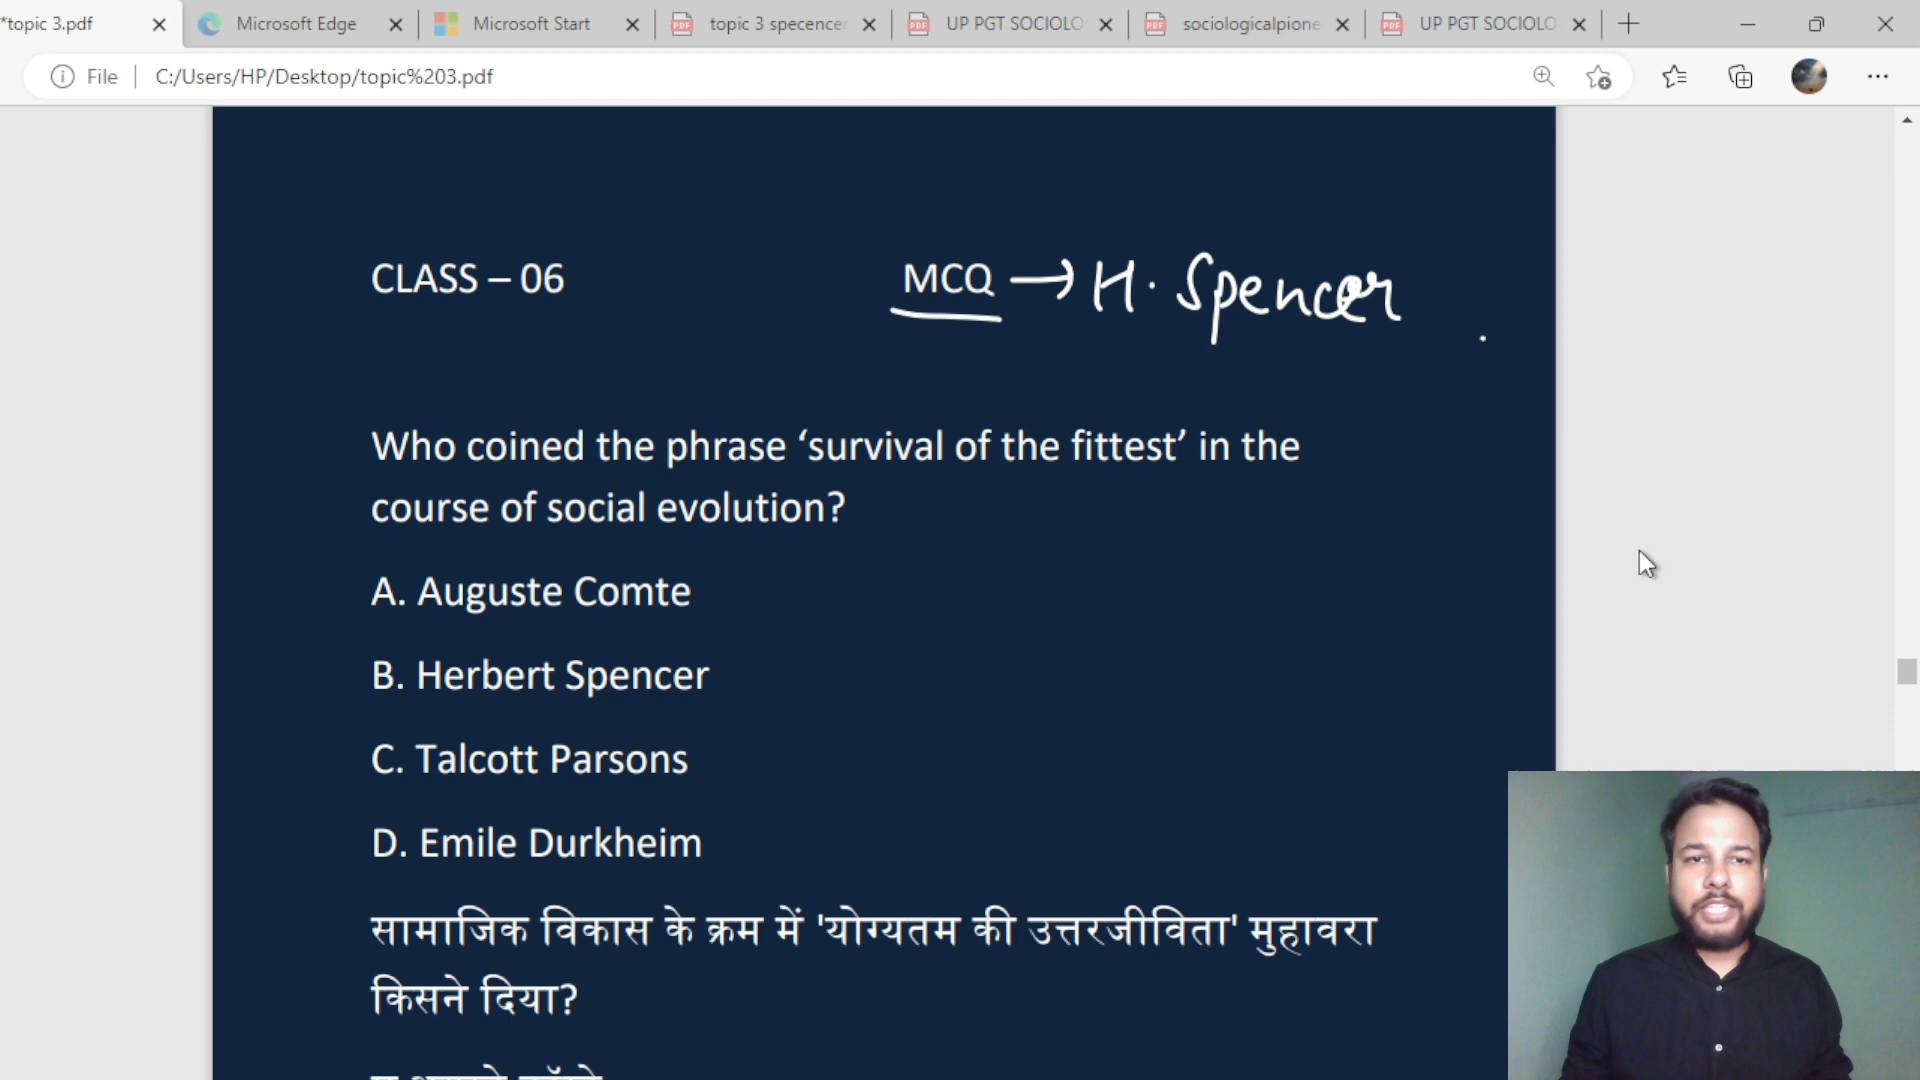 *topic 3.pdf
Microsoft Edge
Microsoft Start
topic 3 specencer
UP PGT SOCIOLO
sociologicalpione
UP PGT SOCIOLO
File
C:/Users/HP/Desktop/topic%203.pdf
CLASS – 06 MCQ → H. Spencer
Who coined the phrase ‘survival of the fittest’ in the
course of social evolution?
A. Auguste Comte
B. Herbert Spencer
C. Talcott Parsons
D. Emile Durkheim
सामाजिक विकास के क्रम में 'योग्यतम की उत्तरजीविता' मुहावरा
किसने दिया?